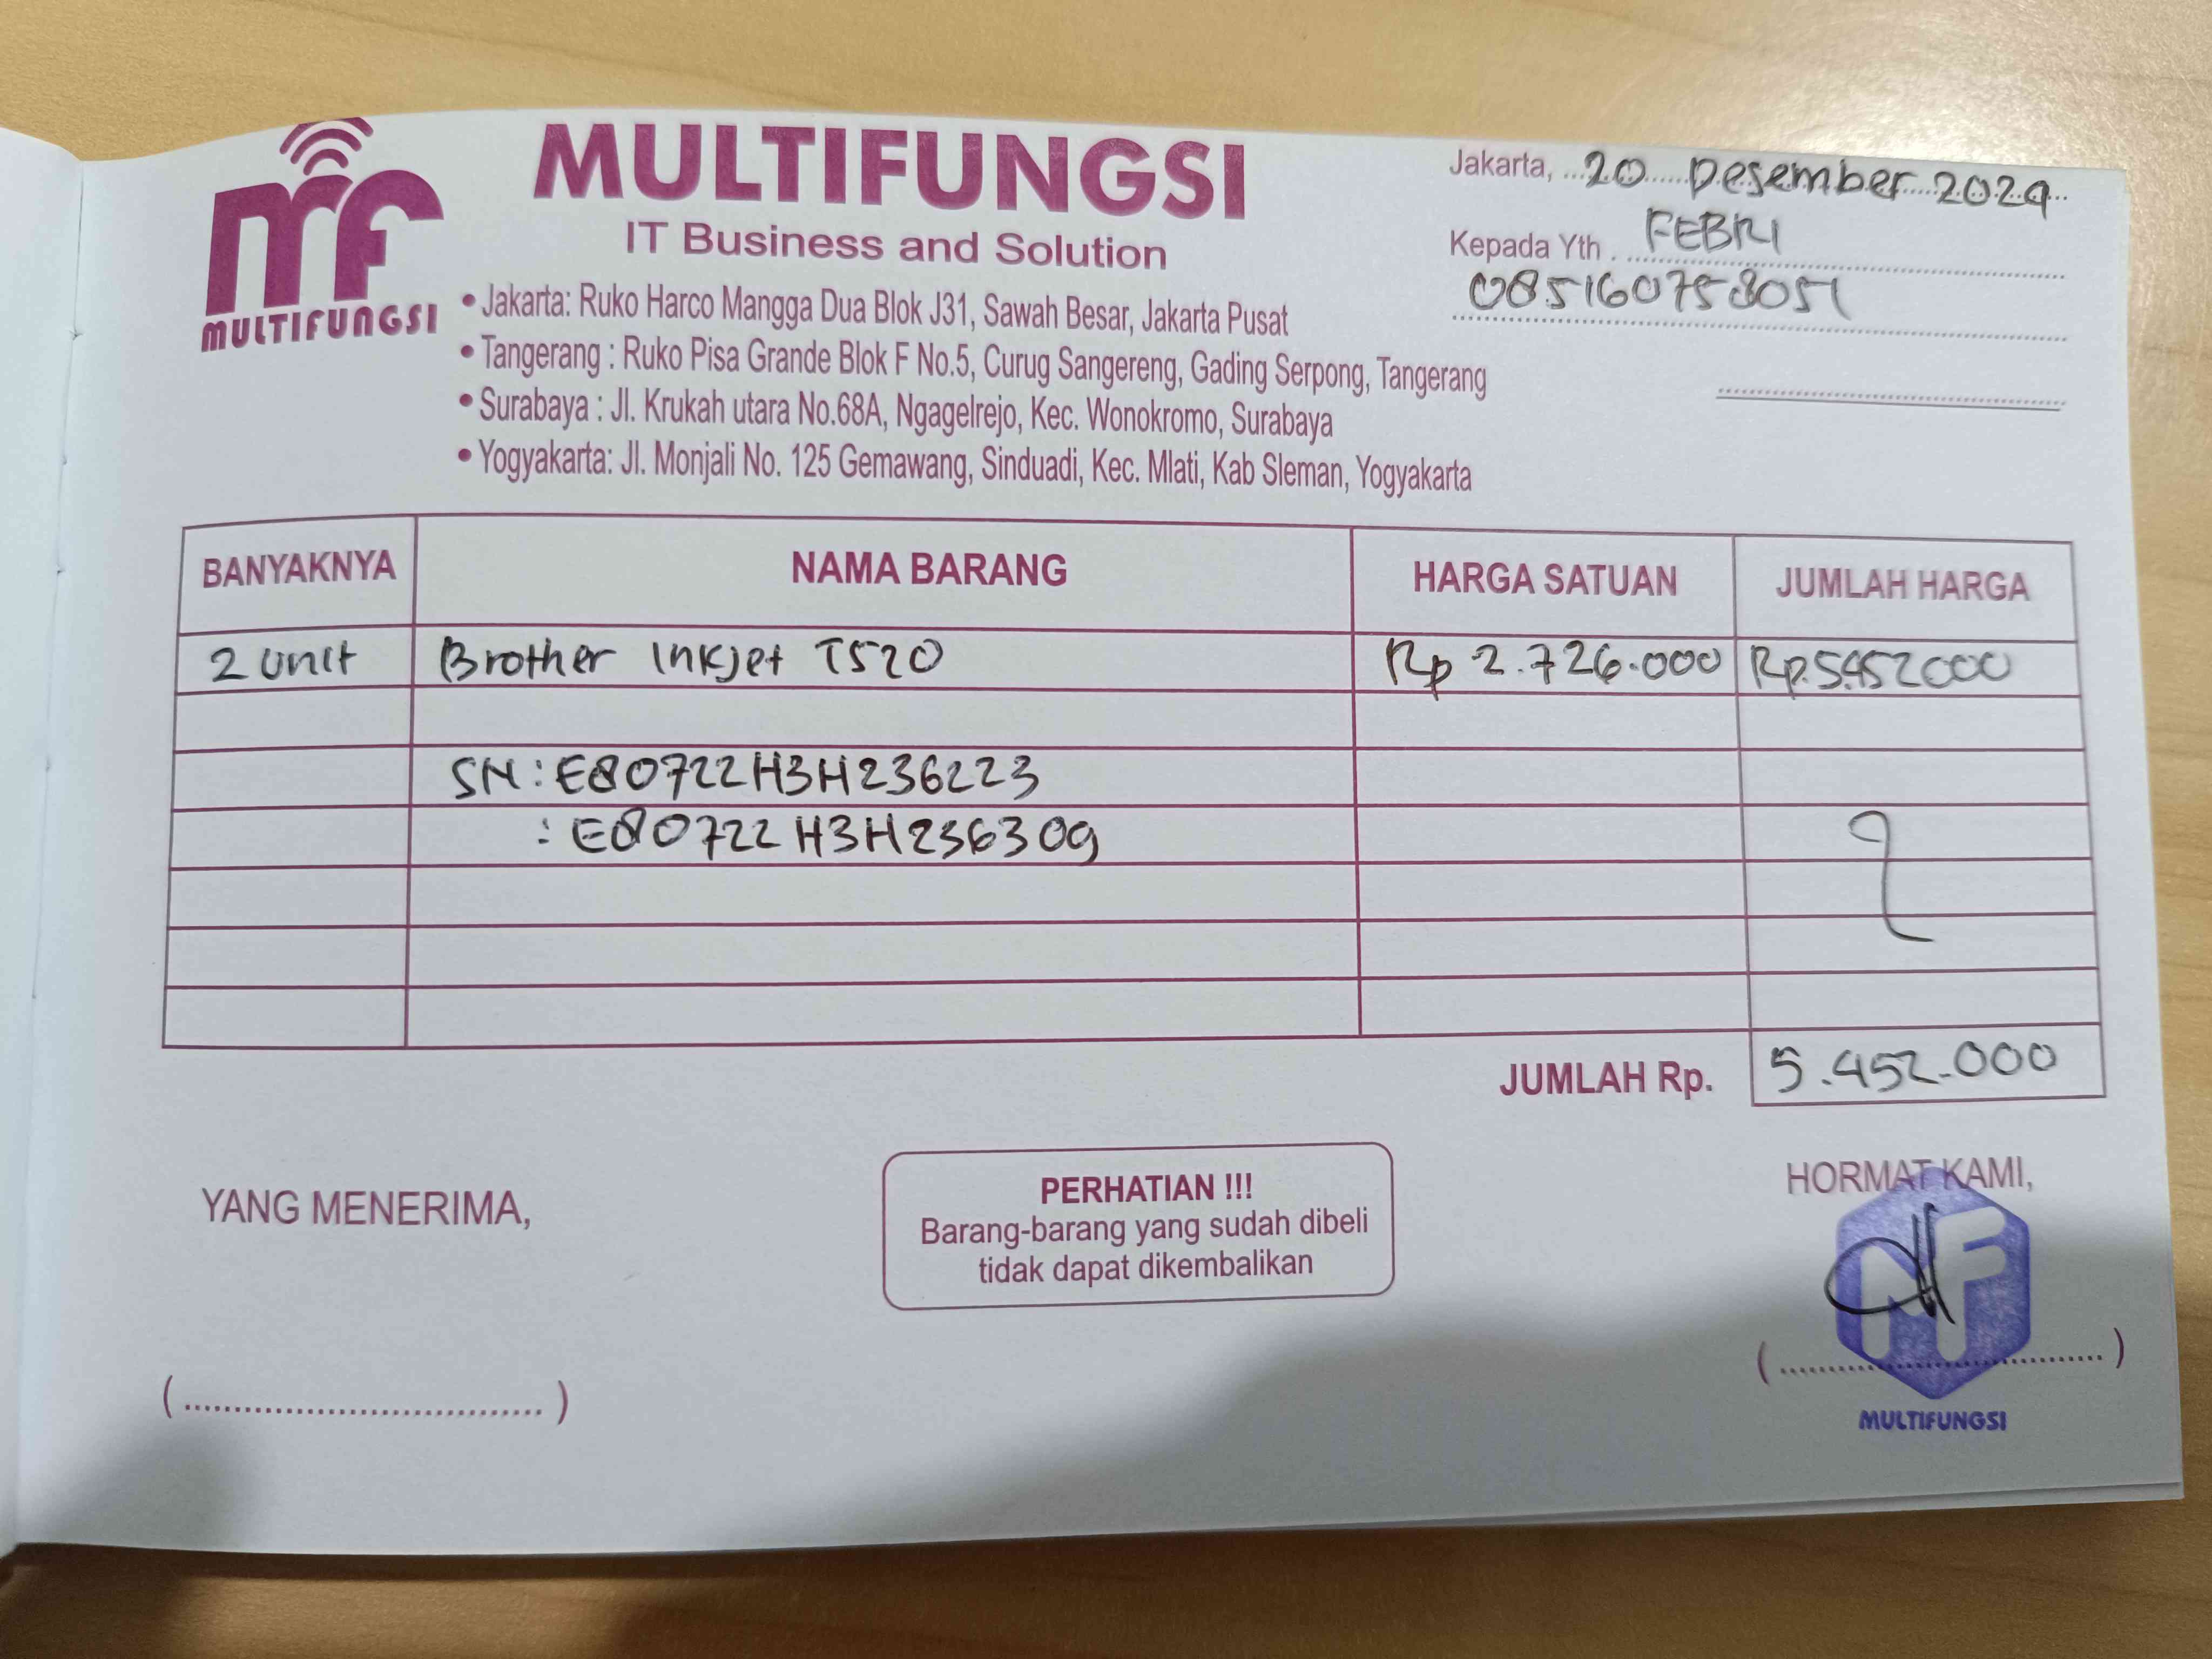 MULTIFUNGSI
MULTIFUNGSI
IT Business and Solution
• Jakarta: Ruko Harco Mangga Dua Blok J31, Sawah Besar, Jakarta Pusat
• Tangerang : Ruko Pisa Grande Blok F No.5, Curug Sangereng, Gading Serpong, Tangerang
• Surabaya : Jl. Krukah utara No.68A, Ngagelrejo, Kec. Wonokromo, Surabaya
• Yogyakarta: Jl. Monjali No. 125 Gemawang, Sinduadi, Kec. Mlati, Kab Sleman, Yogyakarta
Jakarta, 20 Desember 2024
Kepada Yth. FEBRI
085160758051
BANYAKNYA NAMA BARANG HARGA SATUAN JUMLAH HARGA
2 unit Brother Inkjet T520 Rp 2.726.000 Rp.5.452000
SN : E80722H3H236223
: E80722H3H236309
JUMLAH Rp. 5.452.000
YANG MENERIMA,
PERHATIAN !!!
Barang-barang yang sudah dibeli
tidak dapat dikembalikan
HORMAT KAMI,
MULTIFUNGSI